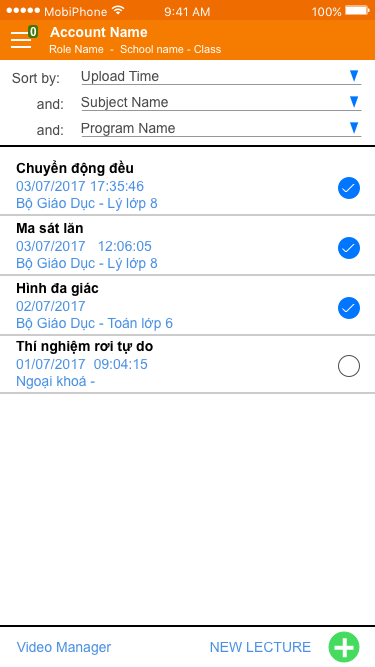 MobiPhone 9:41 AM 100%
0 Account Name
Role Name - School name - Class
Sort by: Upload Time
and: Subject Name
and: Program Name
Chuyển động đều
03/07/2017 17:35:46
Bộ Giáo Dục - Lý lớp 8
Ma sát lăn
03/07/2017 12:06:05
Bộ Giáo Dục - Lý lớp 8
Hình đa giác
02/07/2017
Bộ Giáo Dục - Toán lớp 6
Thí nghiệm rơi tự do
01/07/2017 09:04:15
Ngoại khoá -
Video Manager NEW LECTURE